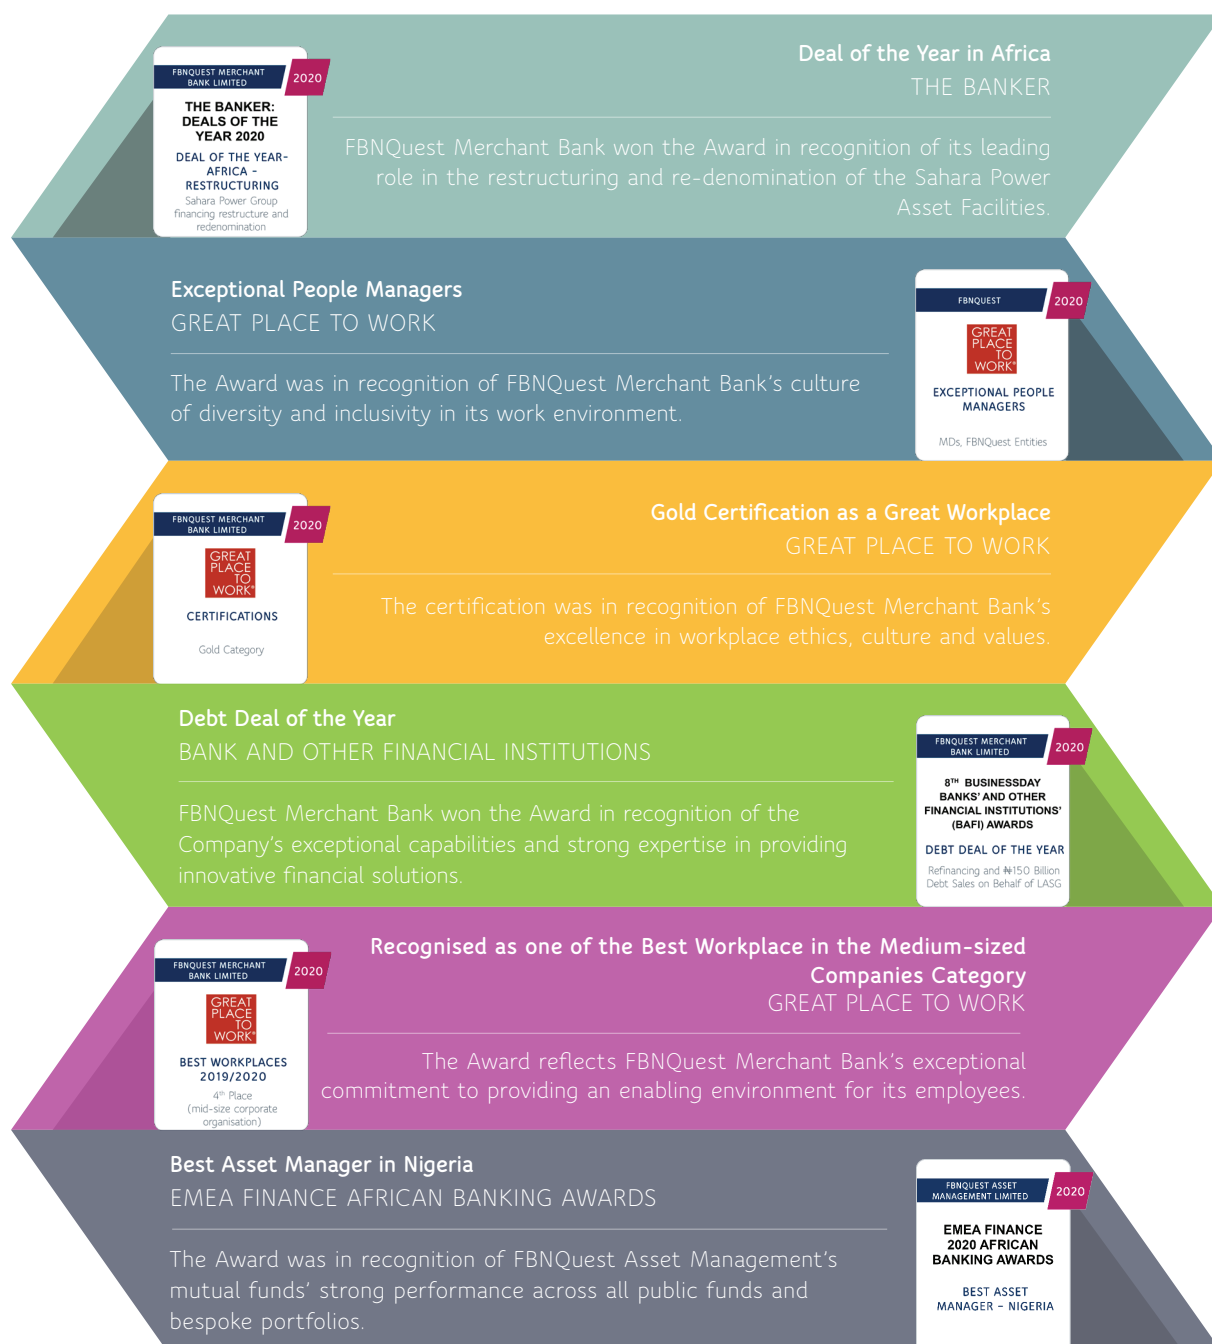 FBNQUEST MERCHANT
BANK LIMITED
2020
THE BANKER:
DEALS OF THE
YEAR 2020
DEAL OF THE YEAR-
AFRICA -
RESTRUCTURING
Sahara Power Group
financing restructure and
redenomination
Deal of the Year in Africa
THE BANKER
FBNQuest Merchant Bank won the Award in recognition of its leading
role in the restructuring and re-denomination of the Sahara Power
Asset Facilities.
Exceptional People Managers
GREAT PLACE TO WORK
The Award was in recognition of FBNQuest Merchant Bank's culture
of diversity and inclusivity in its work environment.
FBNQUEST
2020
GREAT
PLACE
TO
WORK®
EXCEPTIONAL PEOPLE
MANAGERS
MDs, FBNQuest Entities
FBNQUEST MERCHANT
BANK LIMITED
2020
GREAT
PLACE
TO
WORK®
CERTIFICATIONS
Gold Category
Gold Certification as a Great Workplace
GREAT PLACE TO WORK
The certification was in recognition of FBNQuest Merchant Bank's
excellence in workplace ethics, culture and values.
Debt Deal of the Year
BANK AND OTHER FINANCIAL INSTITUTIONS
FBNQuest Merchant Bank won the Award in recognition of the
Company's exceptional capabilities and strong expertise in providing
innovative financial solutions.
FBNQUEST MERCHANT
BANK LIMITED
2020
8TH BUSINESSDAY
BANKS' AND OTHER
FINANCIAL INSTITUTIONS'
(BAFI) AWARDS
DEBT DEAL OF THE YEAR
Refinancing and ₦150 Billion
Debt Sales on Behalf of LASG
FBNQUEST MERCHANT
BANK LIMITED
2020
GREAT
PLACE
TO
WORK®
BEST WORKPLACES
2019/2020
4th Place
(mid-size corporate
organisation)
Recognised as one of the Best Workplace in the Medium-sized
Companies Category
GREAT PLACE TO WORK
The Award reflects FBNQuest Merchant Bank's exceptional
commitment to providing an enabling environment for its employees.
Best Asset Manager in Nigeria
EMEA FINANCE AFRICAN BANKING AWARDS
The Award was in recognition of FBNQuest Asset Management's
mutual funds' strong performance across all public funds and
bespoke portfolios.
FBNQUEST ASSET
MANAGEMENT LIMITED
2020
EMEA FINANCE
2020 AFRICAN
BANKING AWARDS
BEST ASSET
MANAGER - NIGERIA